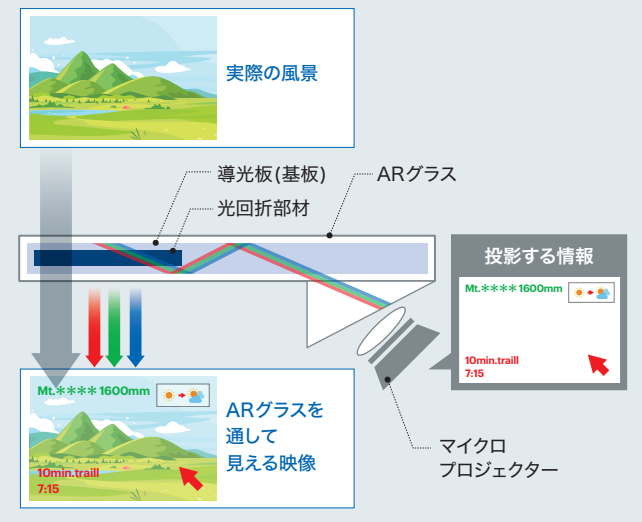 実際の風景
導光板(基板)
ARグラス
光回折部材
投影する情報
Mt.＊＊＊＊1600mm
10min.traill
7:15
Mt.＊＊＊＊1600mm
10min.traill
7:15
ARグラスを
通して
見える映像
マイクロ
プロジェクター